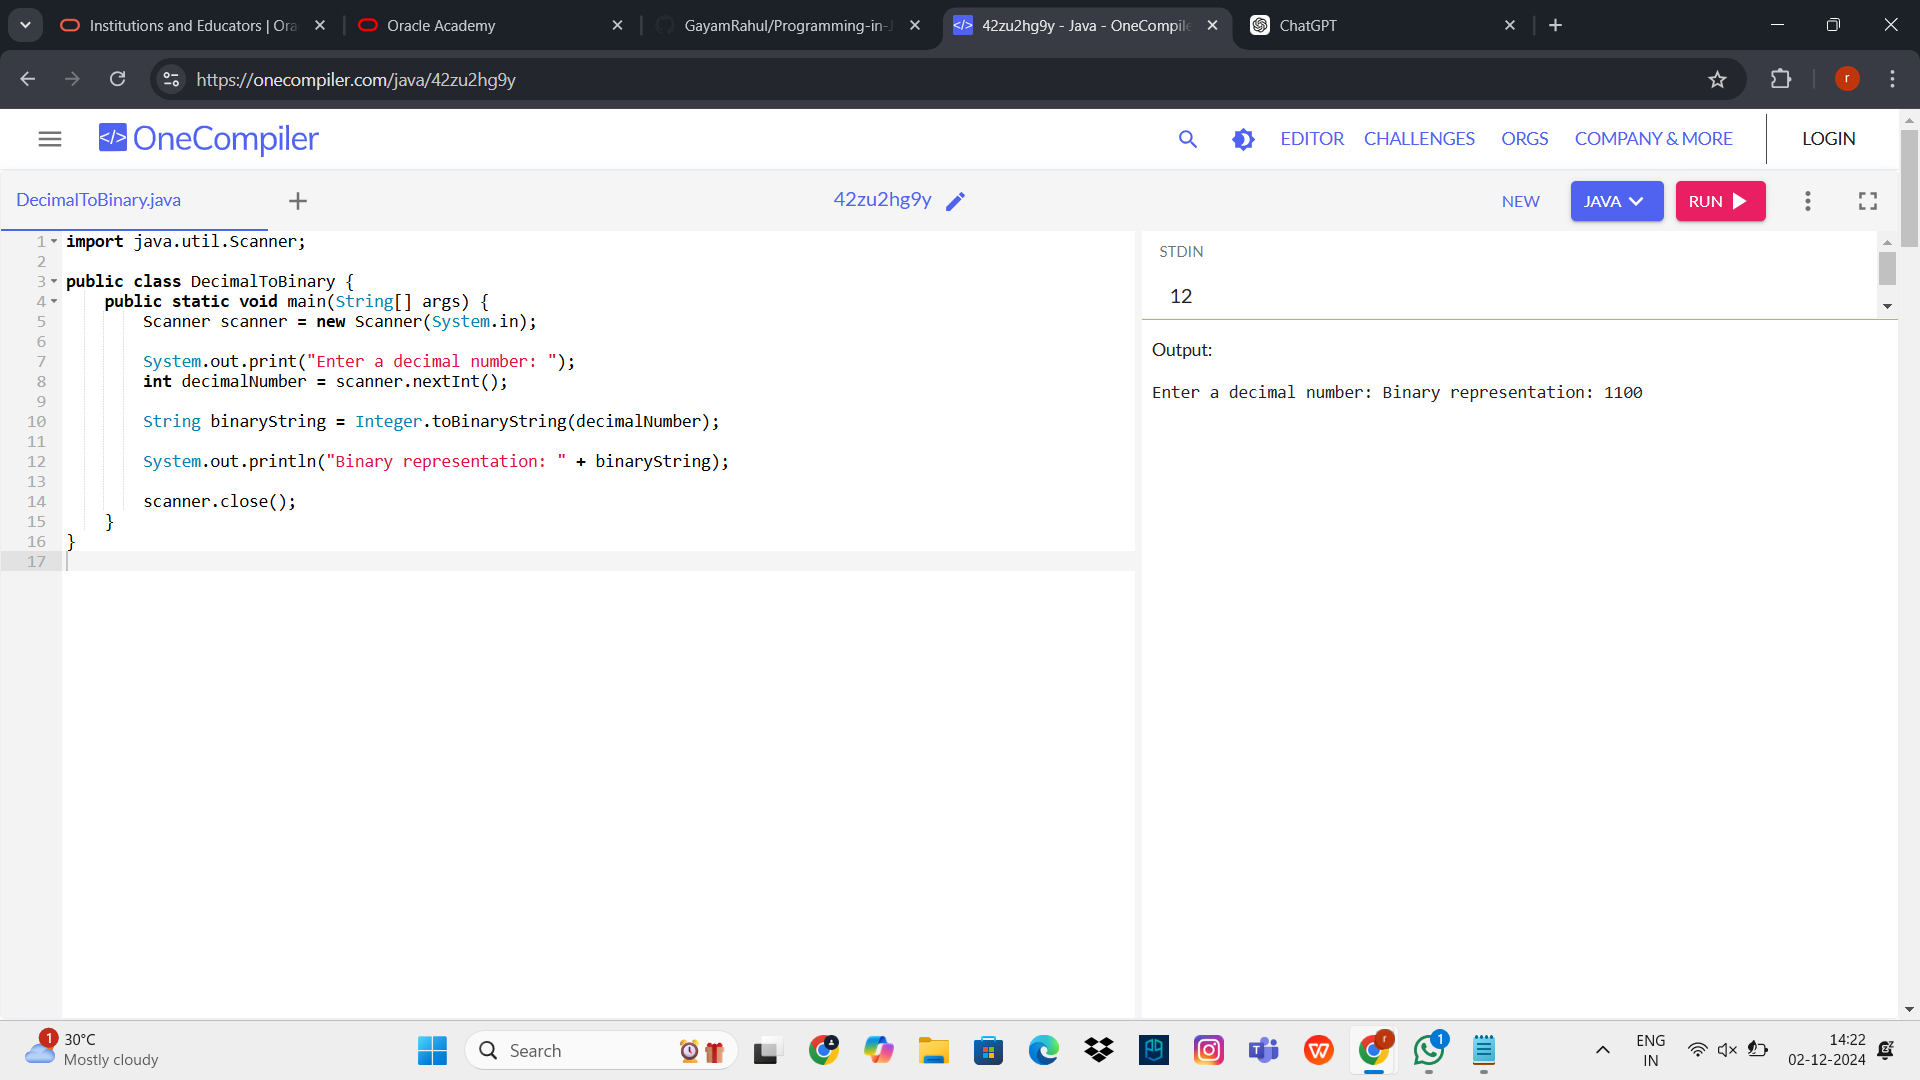 Institutions and Educators | Ora
Oracle Academy
GayamRahul/Programming-in-J
42zu2hg9y - Java - OneCompile
ChatGPT
https://onecompiler.com/java/42zu2hg9y
r
</> OneCompiler
EDITOR
CHALLENGES
ORGS
COMPANY & MORE
LOGIN
DecimalToBinary.java
42zu2hg9y
NEW
JAVA
RUN
1 import java.util.Scanner;
2
3 public class DecimalToBinary {
4 public static void main(String[] args) {
5 Scanner scanner = new Scanner(System.in);
6
7 System.out.print("Enter a decimal number: ");
8 int decimalNumber = scanner.nextInt();
9
10 String binaryString = Integer.toBinaryString(decimalNumber);
11
12 System.out.println("Binary representation: " + binaryString);
13
14 scanner.close();
15 }
16 }
17
STDIN
12
Output:
Enter a decimal number: Binary representation: 1100
1
30°C
Mostly cloudy
Search
r
1
ENG
IN
14:22
02-12-2024